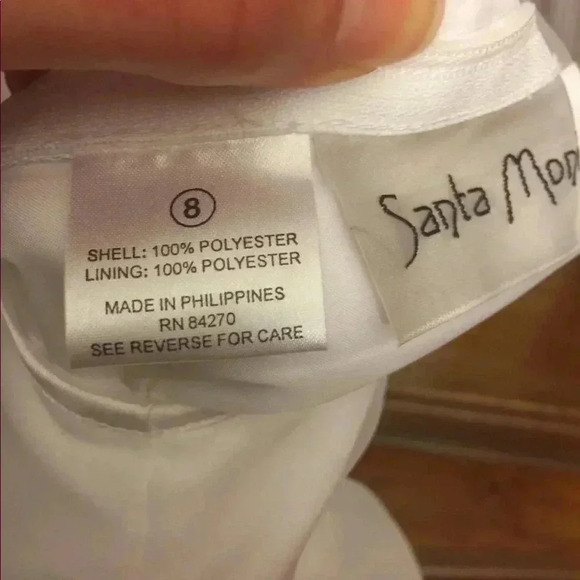 8
SHELL: 100% POLYESTER
LINING: 100% POLYESTER
MADE IN PHILIPPINES
RN 84270
SEE REVERSE FOR CARE
Santa